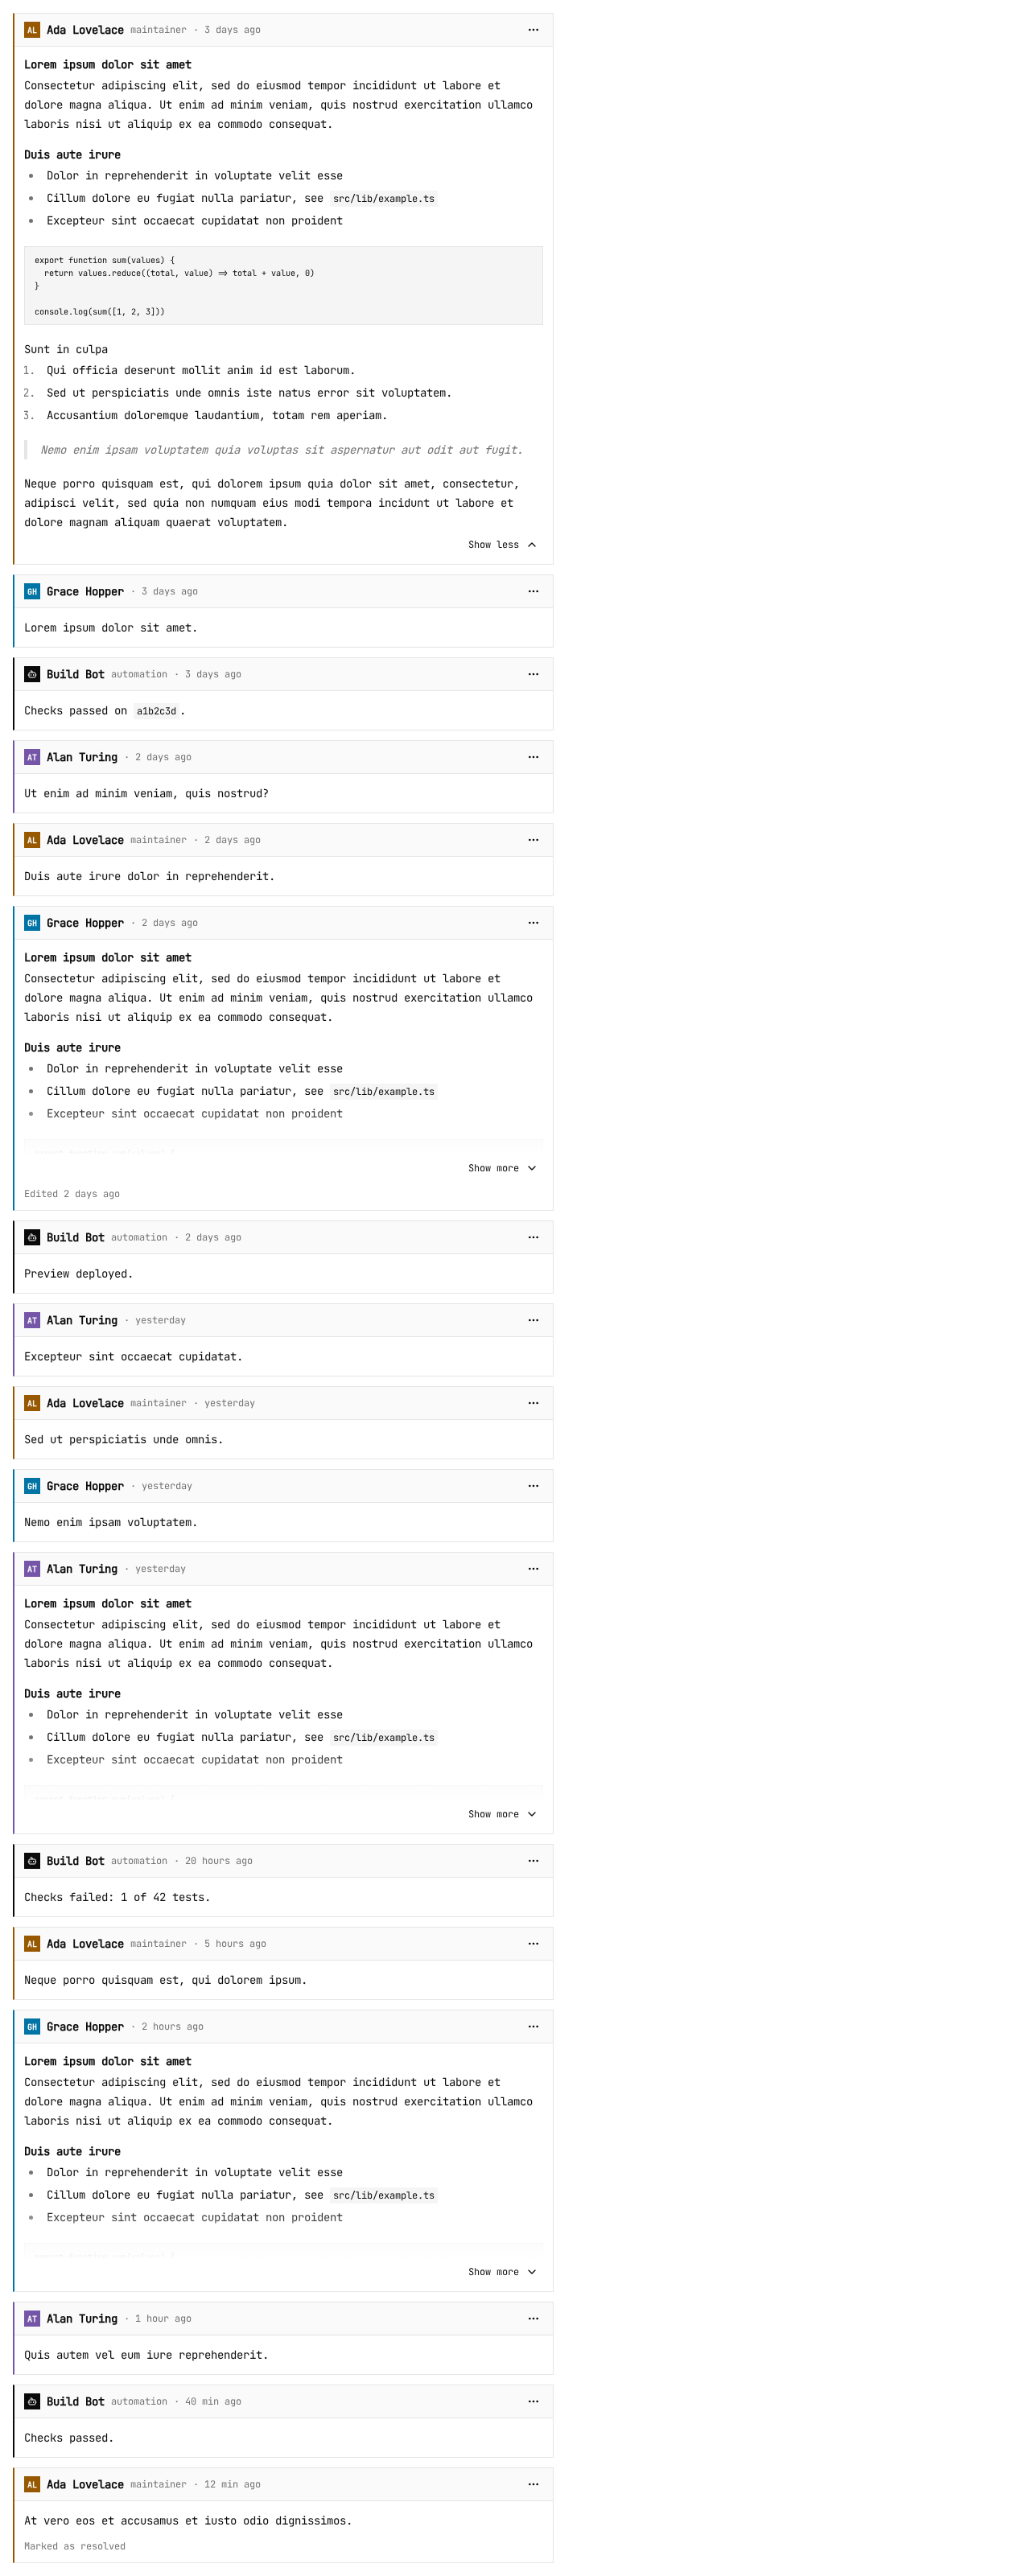 AL Ada Lovelace maintainer · 3 days ago
Lorem ipsum dolor sit amet
Consectetur adipiscing elit, sed do eiusmod tempor incididunt ut labore et
dolore magna aliqua. Ut enim ad minim veniam, quis nostrud exercitation ullamco
laboris nisi ut aliquip ex ea commodo consequat.
Duis aute irure
Dolor in reprehenderit in voluptate velit esse
Cillum dolore eu fugiat nulla pariatur, see src/lib/example.ts
Excepteur sint occaecat cupidatat non proident
export function sum(values) {
return values.reduce((total, value) => total + value, 0)
}
console.log(sum([1, 2, 3]))
Sunt in culpa
1. Qui officia deserunt mollit anim id est laborum.
2. Sed ut perspiciatis unde omnis iste natus error sit voluptatem.
3. Accusantium doloremque laudantium, totam rem aperiam.
Nemo enim ipsam voluptatem quia voluptas sit aspernatur aut odit aut fugit.
Neque porro quisquam est, qui dolorem ipsum quia dolor sit amet, consectetur,
adipisci velit, sed quia non numquam eius modi tempora incidunt ut labore et
dolore magnam aliquam quaerat voluptatem.
Show less
GH Grace Hopper · 3 days ago
Lorem ipsum dolor sit amet.
Build Bot automation · 3 days ago
Checks passed on a1b2c3d.
AT Alan Turing · 2 days ago
Ut enim ad minim veniam, quis nostrud?
AL Ada Lovelace maintainer · 2 days ago
Duis aute irure dolor in reprehenderit.
GH Grace Hopper · 2 days ago
Lorem ipsum dolor sit amet
Consectetur adipiscing elit, sed do eiusmod tempor incididunt ut labore et
dolore magna aliqua. Ut enim ad minim veniam, quis nostrud exercitation ullamco
laboris nisi ut aliquip ex ea commodo consequat.
Duis aute irure
Dolor in reprehenderit in voluptate velit esse
Cillum dolore eu fugiat nulla pariatur, see src/lib/example.ts
Excepteur sint occaecat cupidatat non proident
Show more
Edited 2 days ago
Build Bot automation · 2 days ago
Preview deployed.
AT Alan Turing · yesterday
Excepteur sint occaecat cupidatat.
AL Ada Lovelace maintainer · yesterday
Sed ut perspiciatis unde omnis.
GH Grace Hopper · yesterday
Nemo enim ipsam voluptatem.
AT Alan Turing · yesterday
Lorem ipsum dolor sit amet
Consectetur adipiscing elit, sed do eiusmod tempor incididunt ut labore et
dolore magna aliqua. Ut enim ad minim veniam, quis nostrud exercitation ullamco
laboris nisi ut aliquip ex ea commodo consequat.
Duis aute irure
Dolor in reprehenderit in voluptate velit esse
Cillum dolore eu fugiat nulla pariatur, see src/lib/example.ts
Excepteur sint occaecat cupidatat non proident
Show more
Build Bot automation · 20 hours ago
Checks failed: 1 of 42 tests.
AL Ada Lovelace maintainer · 5 hours ago
Neque porro quisquam est, qui dolorem ipsum.
GH Grace Hopper · 2 hours ago
Lorem ipsum dolor sit amet
Consectetur adipiscing elit, sed do eiusmod tempor incididunt ut labore et
dolore magna aliqua. Ut enim ad minim veniam, quis nostrud exercitation ullamco
laboris nisi ut aliquip ex ea commodo consequat.
Duis aute irure
Dolor in reprehenderit in voluptate velit esse
Cillum dolore eu fugiat nulla pariatur, see src/lib/example.ts
Excepteur sint occaecat cupidatat non proident
Show more
AT Alan Turing · 1 hour ago
Quis autem vel eum iure reprehenderit.
Build Bot automation · 40 min ago
Checks passed.
AL Ada Lovelace maintainer · 12 min ago
At vero eos et accusamus et iusto odio dignissimos.
Marked as resolved